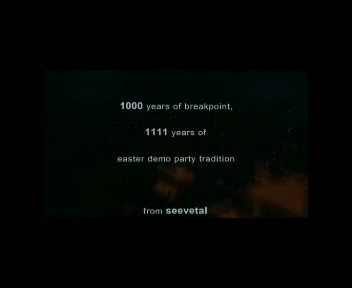 1000 years of breakpoint,
1111 years of
easter demo party tradition
from seevetal